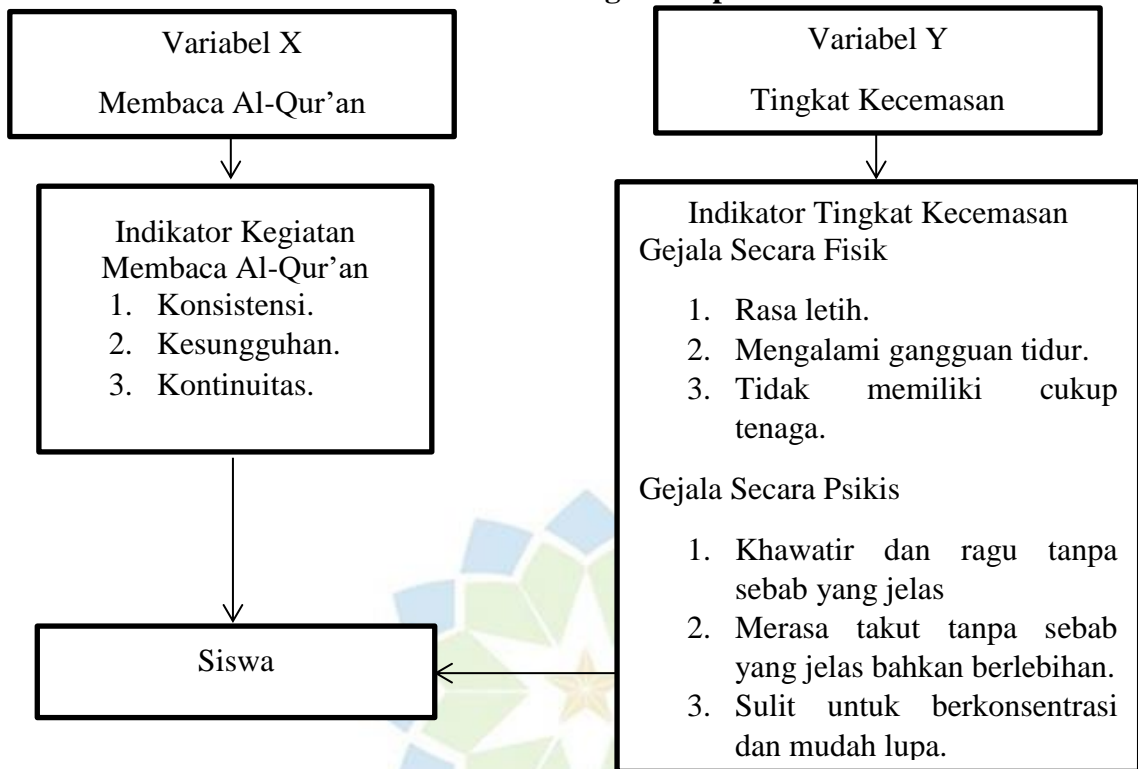 Variabel X
Membaca Al-Qur’an
Indikator Kegiatan
Membaca Al-Qur’an
1. Konsistensi.
2. Kesungguhan.
3. Kontinuitas.
Siswa
Variabel Y
Tingkat Kecemasan
Indikator Tingkat Kecemasan
Gejala Secara Fisik
1. Rasa letih.
2. Mengalami gangguan tidur.
3. Tidak memiliki cukup
tenaga.
Gejala Secara Psikis
1. Khawatir dan ragu tanpa
sebab yang jelas
2. Merasa takut tanpa sebab
yang jelas bahkan berlebihan.
3. Sulit untuk berkonsentrasi
dan mudah lupa.